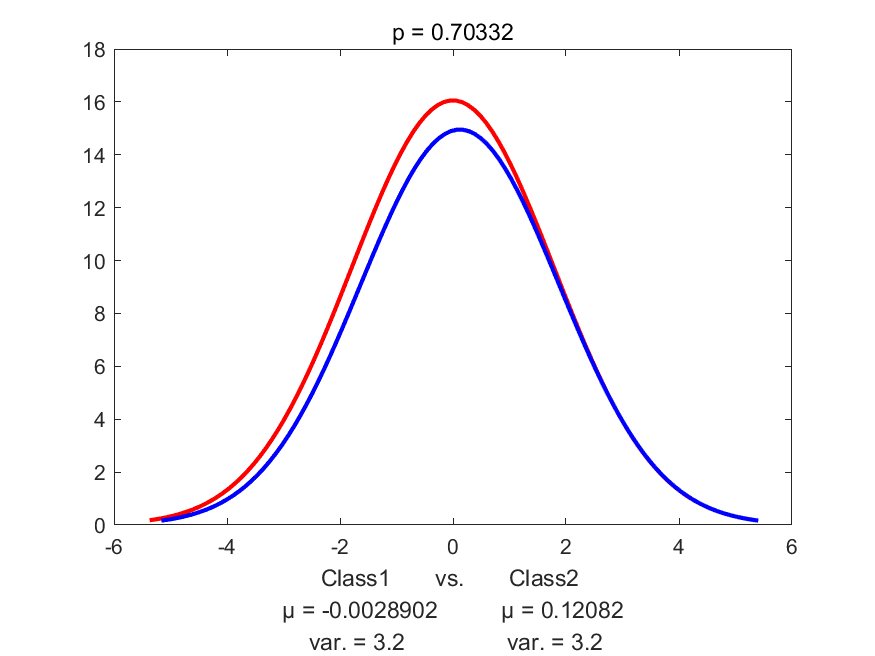 p = 0.70332
18
16
14
12
10
8
6
4
2
0
-6 -4 -2 0 2 4 6
Class1 vs. Class2
μ = -0.0028902 μ = 0.12082
var. = 3.2 var. = 3.2